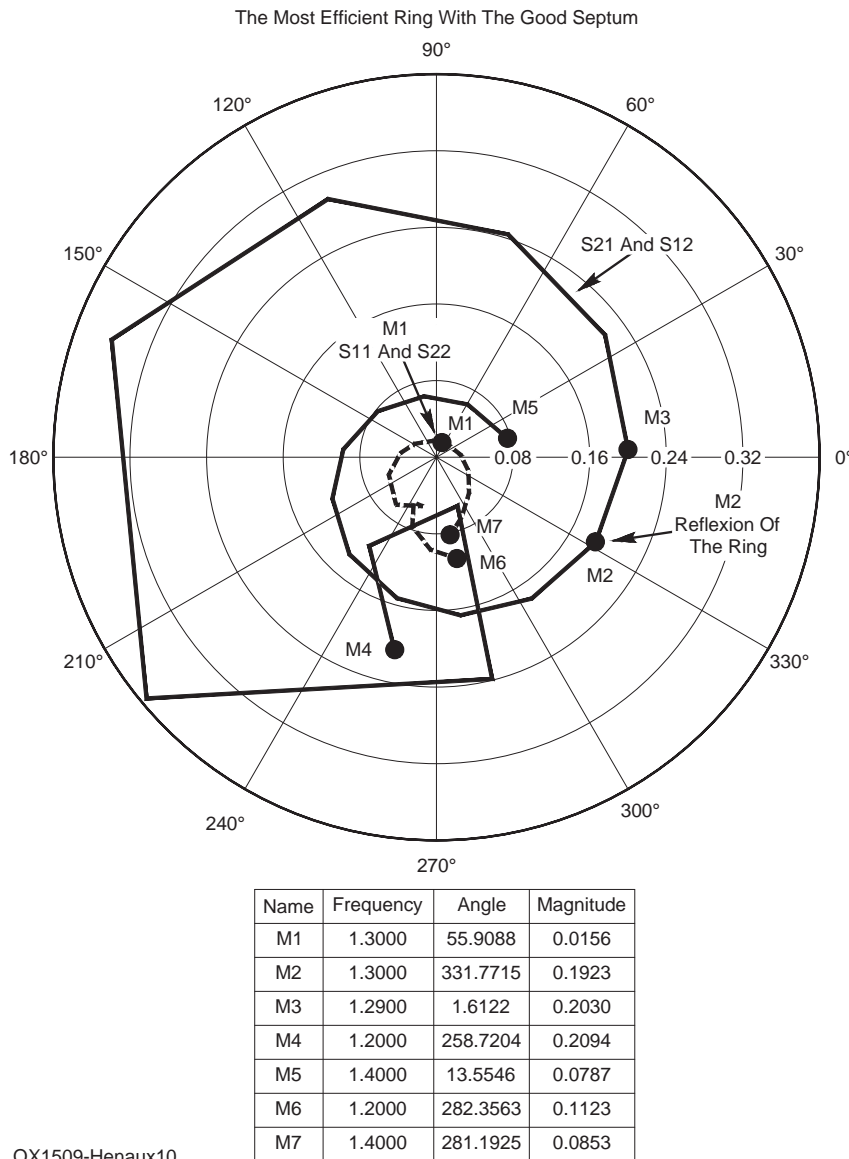 The Most Efficient Ring With The Good Septum
90°
120°
60°
150°
30°
S21 And S12
M1
S11 And S22
M1
M5
M3
180°
0.08
0.16
0.24
0.32
0°
M2
Reflexion Of
The Ring
M7
M6
M2
M4
210°
330°
240°
300°
270°
Name Frequency Angle Magnitude
M1 1.3000 55.9088 0.0156
M2 1.3000 331.7715 0.1923
M3 1.2900 1.6122 0.2030
M4 1.2000 258.7204 0.2094
M5 1.4000 13.5546 0.0787
M6 1.2000 282.3563 0.1123
M7 1.4000 281.1925 0.0853
QX1509-Henaux10